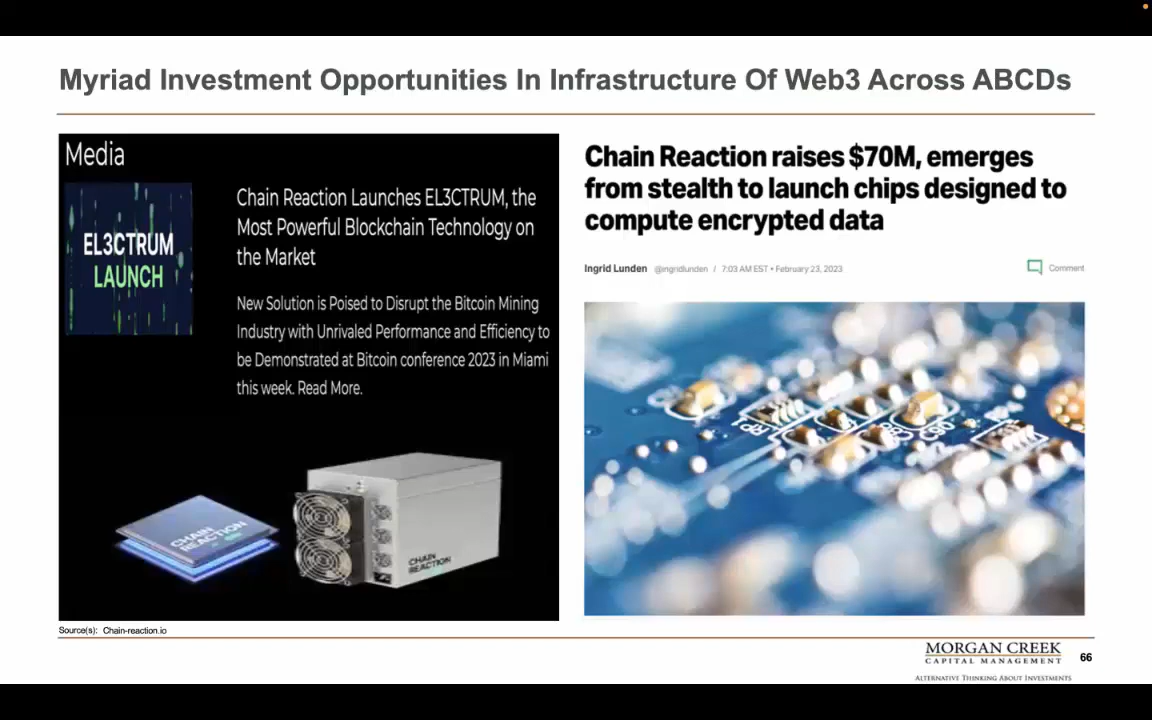 Myriad Investment Opportunities In Infrastructure Of Web3 Across ABCDs
Media
EL3CTRUM
LAUNCH
Chain Reaction Launches EL3CTRUM, the
Most Powerful Blockchain Technology on
the Market
New Solution is Poised to Disrupt the Bitcoin Mining
Industry with Unrivaled Performance and Efficiency to
be Demonstrated at Bitcoin conference 2023 in Miami
this week. Read More.
CHAIN
REACTION
CHAIN
REACTION
Chain Reaction raises $70M, emerges
from stealth to launch chips designed to
compute encrypted data
Ingrid Lunden @ingridlunden / 7:03 AM EST • February 23, 2023
Comment
Source(s): Chain-reaction.io
MORGAN CREEK
CAPITAL MANAGEMENT
ALTERNATIVE THINKING ABOUT INVESTMENTS
66